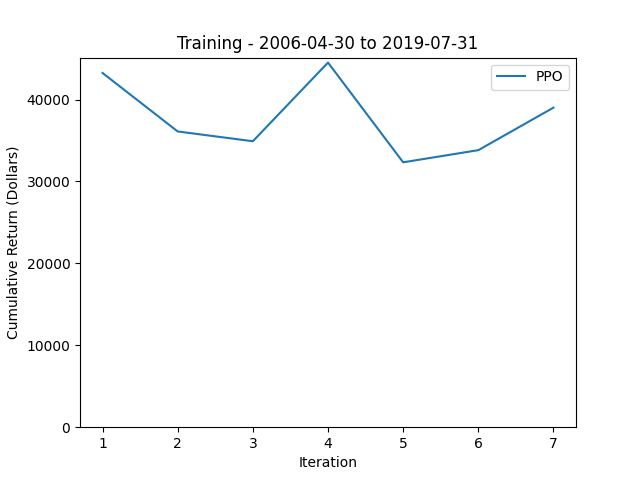 Training - 2006-04-30 to 2019-07-31
PPO
Cumulative Return (Dollars)
40000
30000
20000
10000
0
1 2 3 4 5 6 7
Iteration